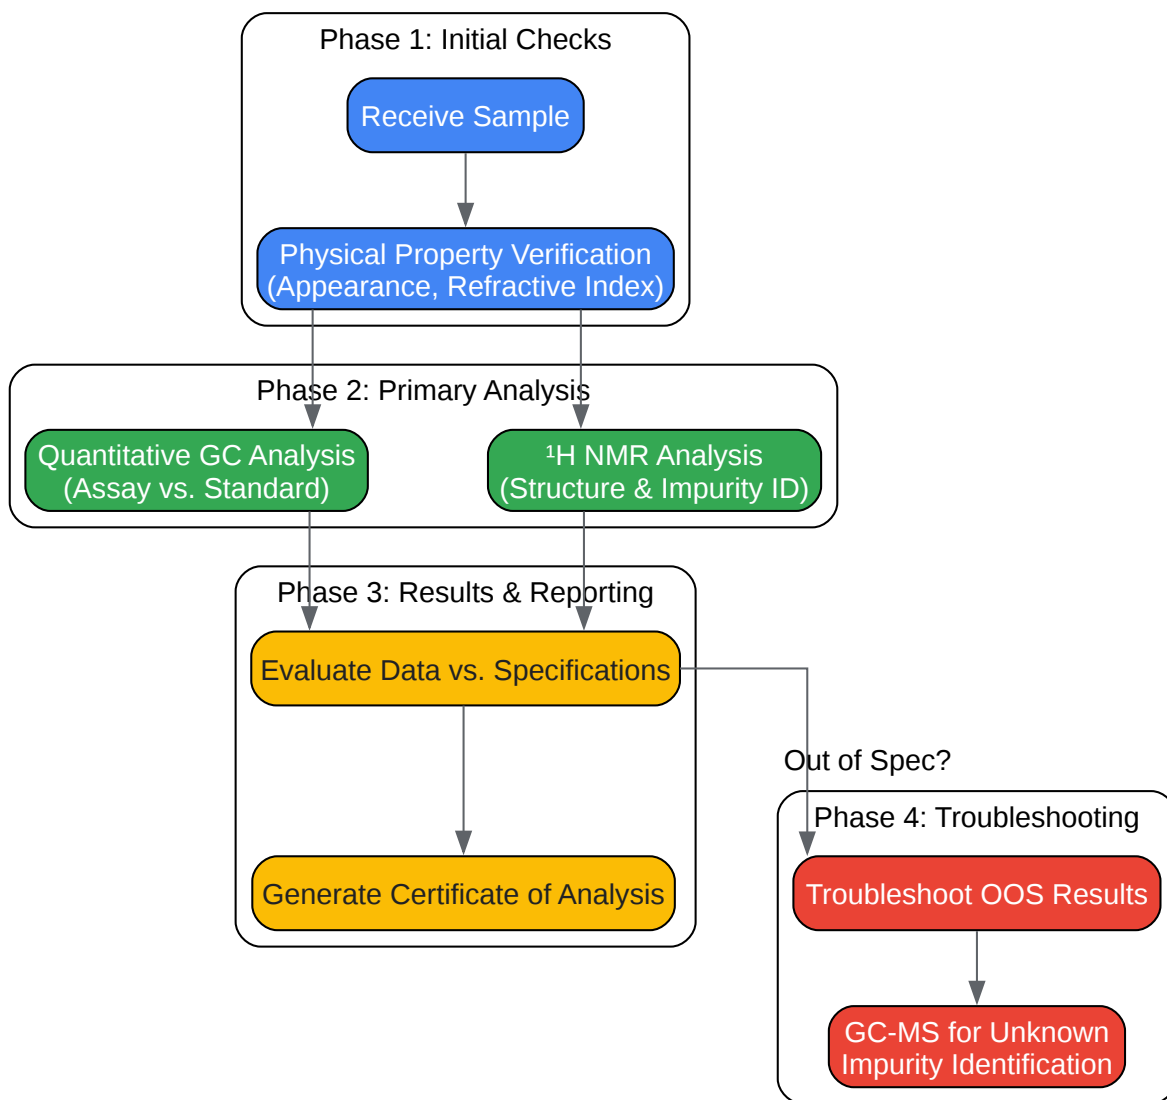 Phase 1: Initial Checks
Receive Sample
Physical Property Verification
(Appearance, Refractive Index)
Phase 2: Primary Analysis
Quantitative GC Analysis
(Assay vs. Standard)
¹H NMR Analysis
(Structure & Impurity ID)
Phase 3: Results & Reporting
Evaluate Data vs. Specifications
Out of Spec?
Phase 4: Troubleshooting
Generate Certificate of Analysis
Troubleshoot OOS Results
GC-MS for Unknown
Impurity Identification